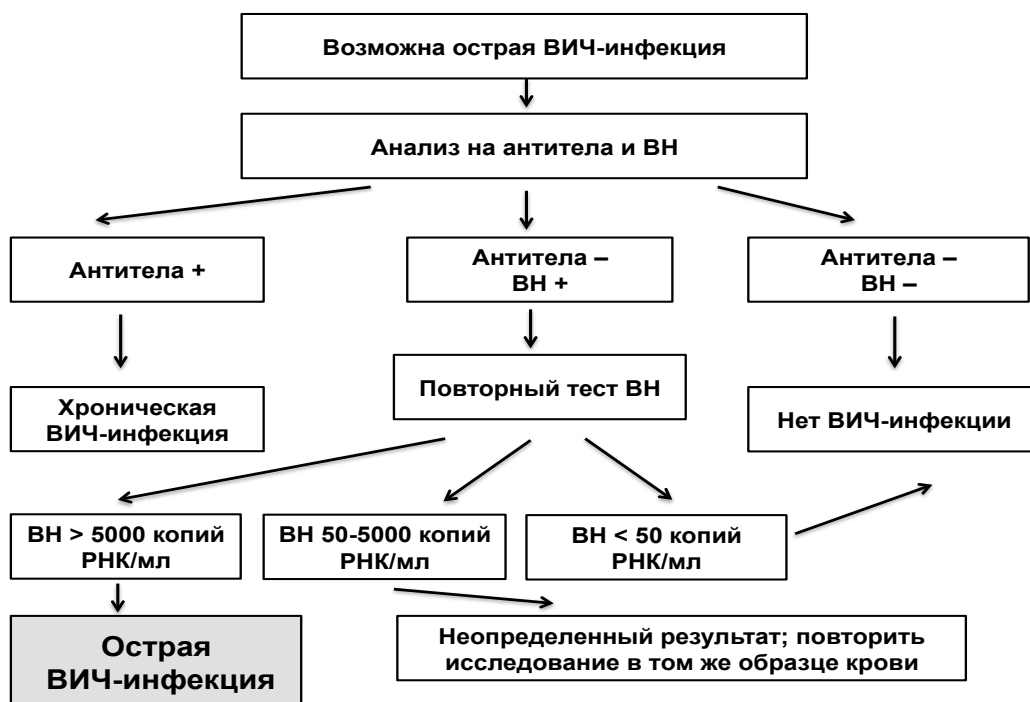 Возможна острая ВИЧ-инфекция
Анализ на антитела и ВН
Антитела +
Антитела –
ВН +
Антитела –
ВН –
Хроническая
ВИЧ-инфекция
Повторный тест ВН
Нет ВИЧ-инфекции
ВН > 5000 копий
РНК/мл
ВН 50-5000 копий
РНК/мл
ВН < 50 копий
РНК/мл
Острая
ВИЧ-инфекция
Неопределенный результат; повторить
исследование в том же образце крови